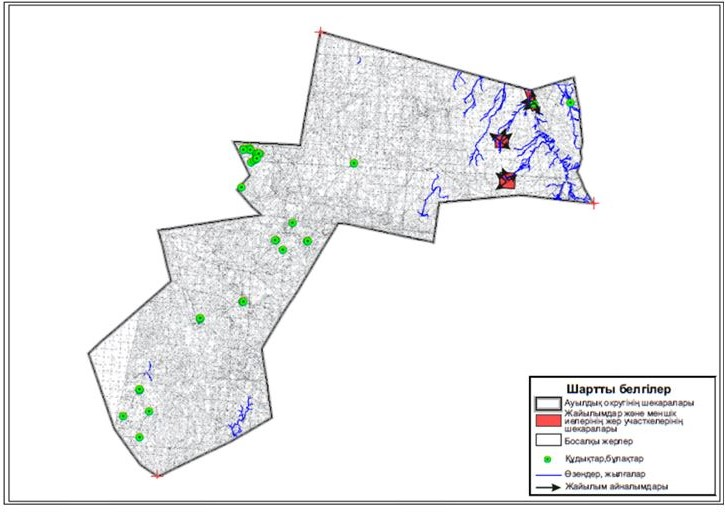 Шартты белгілер
Ауылдық округінің шекаралары
Жайылымдар және меншік
иелерінің жер участкелерінің
шекаралары
Босалқы жерлер
Құдықтар,бұлақтар
Өзендер, жылғалар
Жайылым айналымдары